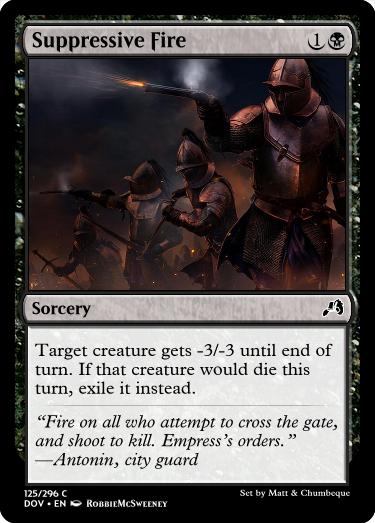 Suppressive Fire 1
Sorcery
Target creature gets -3/-3 until end of
turn. If that creature would die this
turn, exile it instead.
“Fire on all who attempt to cross the gate,
and shoot to kill. Empress’s orders.”
—Antonin, city guard
125/296 C
DOV • EN RobbieMcSweeney
Set by Matt & Chumbeque